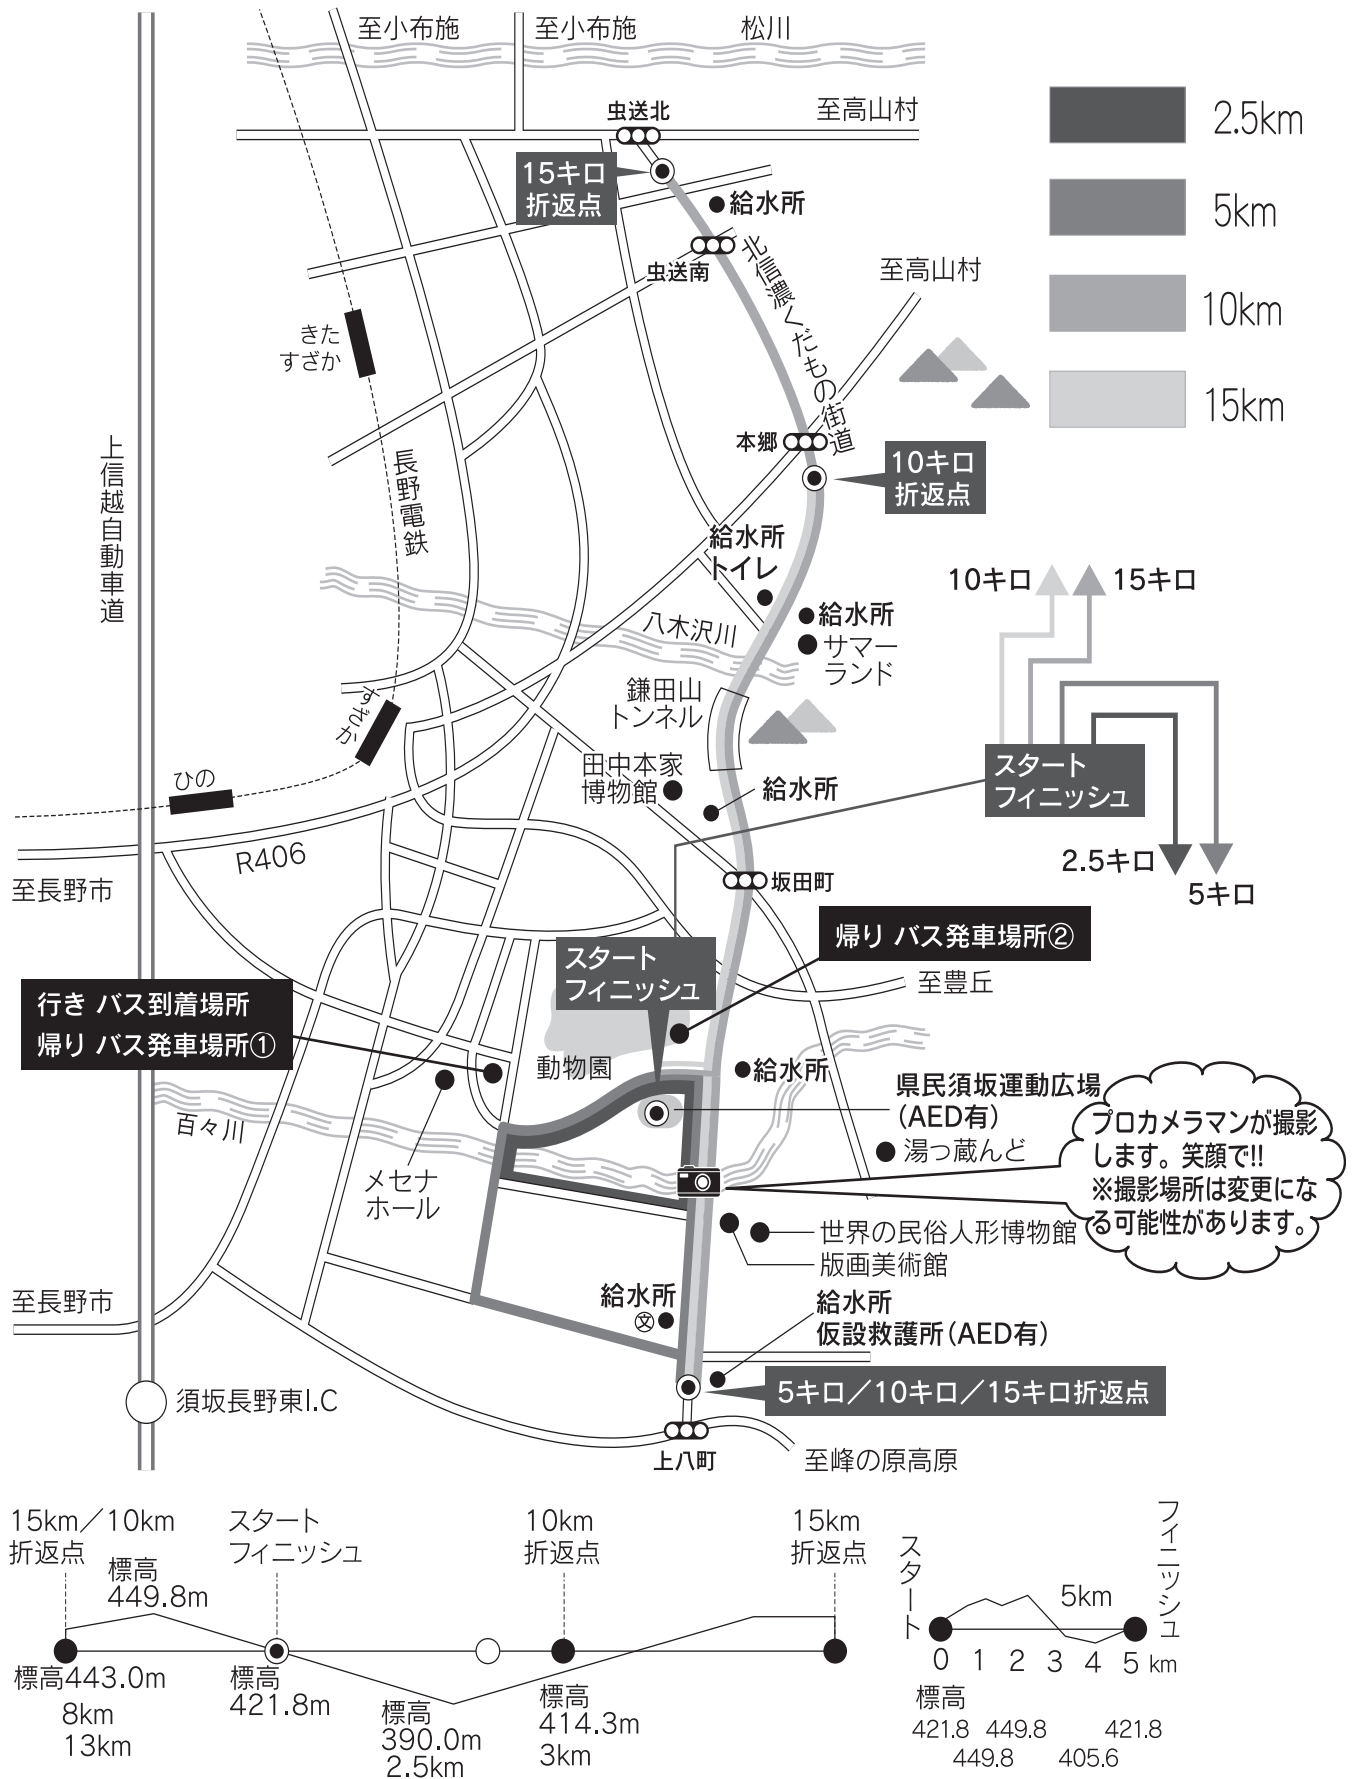 至小布施
至小布施
松川
虫送北
至高山村
2.5km
15キロ
折返点
給水所
5km
虫送南
北信濃くだもの街道
至高山村
10km
きた
すざか
15km
上信越自動車道
長野電鉄
本郷
10キロ
折返点
給水所
トイレ
10キロ
15キロ
八木沢川
給水所
サマー
ランド
鎌田山
トンネル
すざか
ひの
田中本家
博物館
給水所
スタート
フィニッシュ
R406
至長野市
2.5キロ
5キロ
坂田町
帰り バス発車場所②
スタート
フィニッシュ
至豊丘
行き バス到着場所
帰り バス発車場所①
動物園
給水所
県民須坂運動広場
(AED有)
湯っ蔵んど
百々川
プロカメラマンが撮影
します。笑顔で!!
※撮影場所は変更にな
る可能性があります。
メセナ
ホール
世界の民俗人形博物館
版画美術館
至長野市
給水所
文
給水所
仮設救護所(AED有)
5キロ/10キロ/15キロ折返点
須坂長野東I.C
上八町
至峰の原高原
15km/10km
折返点
スタート
フィニッシュ
10km
折返点
15km
折返点
標高
449.8m
標高443.0m
8km
13km
標高
421.8m
標高
390.0m
2.5km
標高
414.3m
3km
スタート
フィニッシュ
5km
0 1 2 3 4 5 km
標高
421.8 449.8 421.8
449.8 405.6